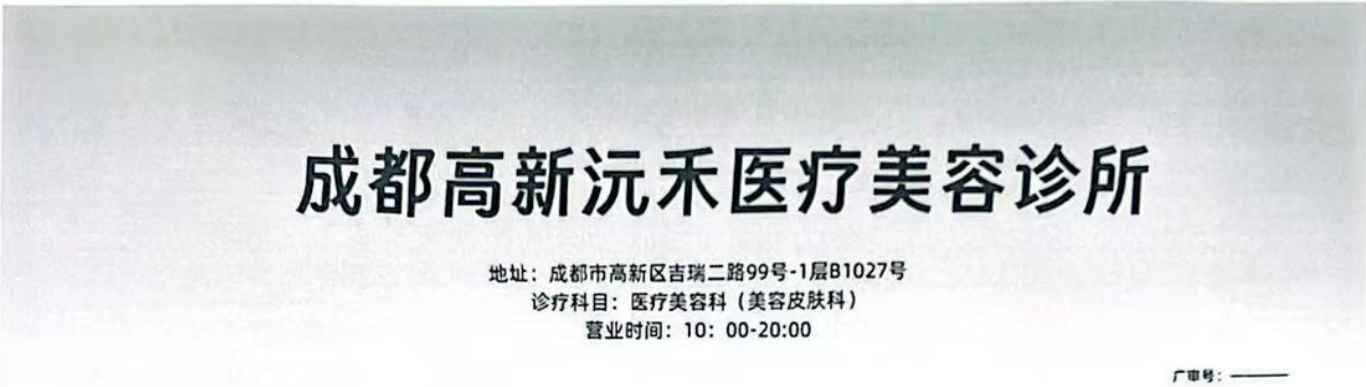 成都高新沅禾医疗美容诊所
地址：成都市高新区吉瑞二路99号-1层B1027号
诊疗科目：医疗美容科（美容皮肤科）
营业时间：10：00-20:00
广审号：———